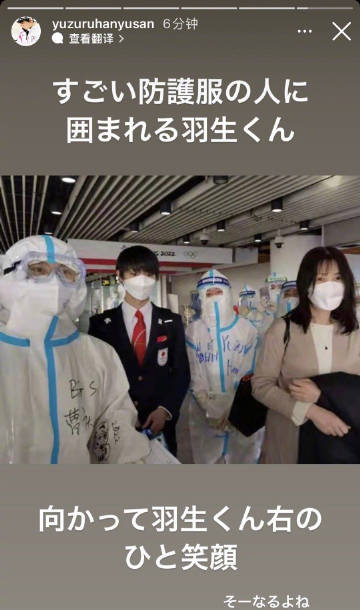 yuzuruhanyusan 6分钟
查看翻译
すごい防護服の人に
囲まれる羽生くん
2022
向かって羽生くん右の
ひと笑顔
そーなるよね